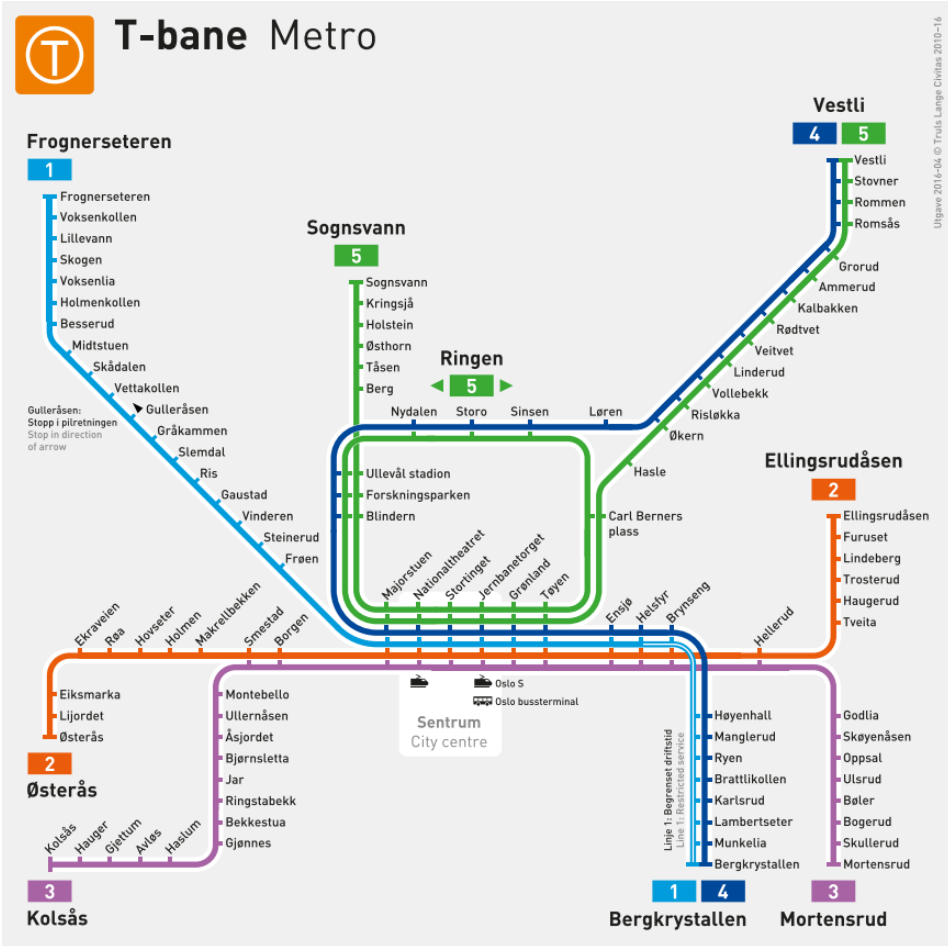 T
T-bane Metro
Utgave 2016-04 © Truls Lange Civitas 2010-16
Vestli
4 5
Vestli
Stovner
Rommen
Romsås
Grorud
Ammerud
Kalbakken
Rødtvet
Veitvet
Linderud
Vollebekk
Risløkka
Økern
Hasle
Carl Berners
plass
Frognerseteren
1
Frognerseteren
Voksenkollen
Lillevann
Skogen
Voksenlia
Holmenkollen
Besserud
Midtstuen
Skådalen
Vettakollen
Gulleråsen
Gråkammen
Slemdal
Ris
Gaustad
Vinderen
Steinerud
Frøen
Gulleråsen:
Stopp i pilretningen
Stop in direction
of arrow
Sognsvann
5
Sognsvann
Kringsjå
Holstein
Østhorn
Tåsen
Berg
Ringen
5
Nydalen
Storo
Sinsen
Løren
Ullevål stadion
Forskningsparken
Blindern
Majorstuen
Nationaltheatret
Stortinget
Jernbanetorget
Grønland
Tøyen
Ensjø
Helsfyr
Brynseng
Hellerud
Ellingsrudåsen
2
Ellingsrudåsen
Furuset
Lindeberg
Trosterud
Haugerud
Tveita
Ekraveien
Røa
Hovseter
Holmen
Makrellbekken
Smestad
Borgen
Eiksmarka
Lijordet
Østerås
2
Østerås
Montebello
Ullernåsen
Åsjordet
Bjørnsletta
Jar
Ringstabekk
Bekkestua
Gjønnes
Kolsås
Hauger
Gjettum
Avløs
Haslum
3
Kolsås
Oslo S
Oslo bussterminal
Sentrum
City centre
Linje 1: Begrenset driftstid
Line 1: Restricted service
Høyenhall
Manglerud
Ryen
Brattlikollen
Karlsrud
Lambertseter
Munkelia
Bergkrystallen
1 4
Bergkrystallen
Godlia
Skøyenåsen
Oppsal
Ulsrud
Bøler
Bogerud
Skullerud
Mortensrud
3
Mortensrud